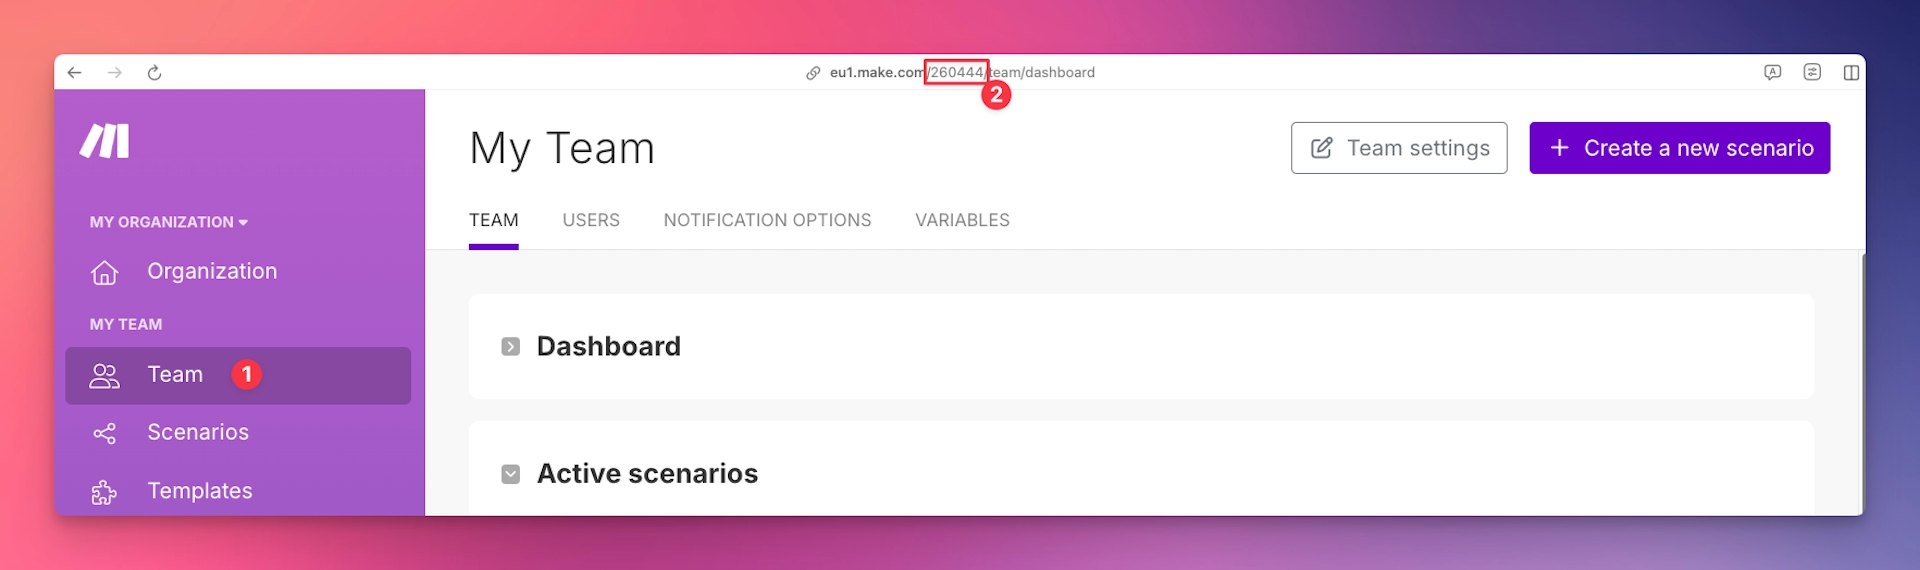 eu1.make.com/260444/team/dashboard
2
My Team
Team settings
+ Create a new scenario
MY ORGANIZATION
TEAM
USERS
NOTIFICATION OPTIONS
VARIABLES
Organization
MY TEAM
Team
1
Scenarios
Templates
Dashboard
Active scenarios